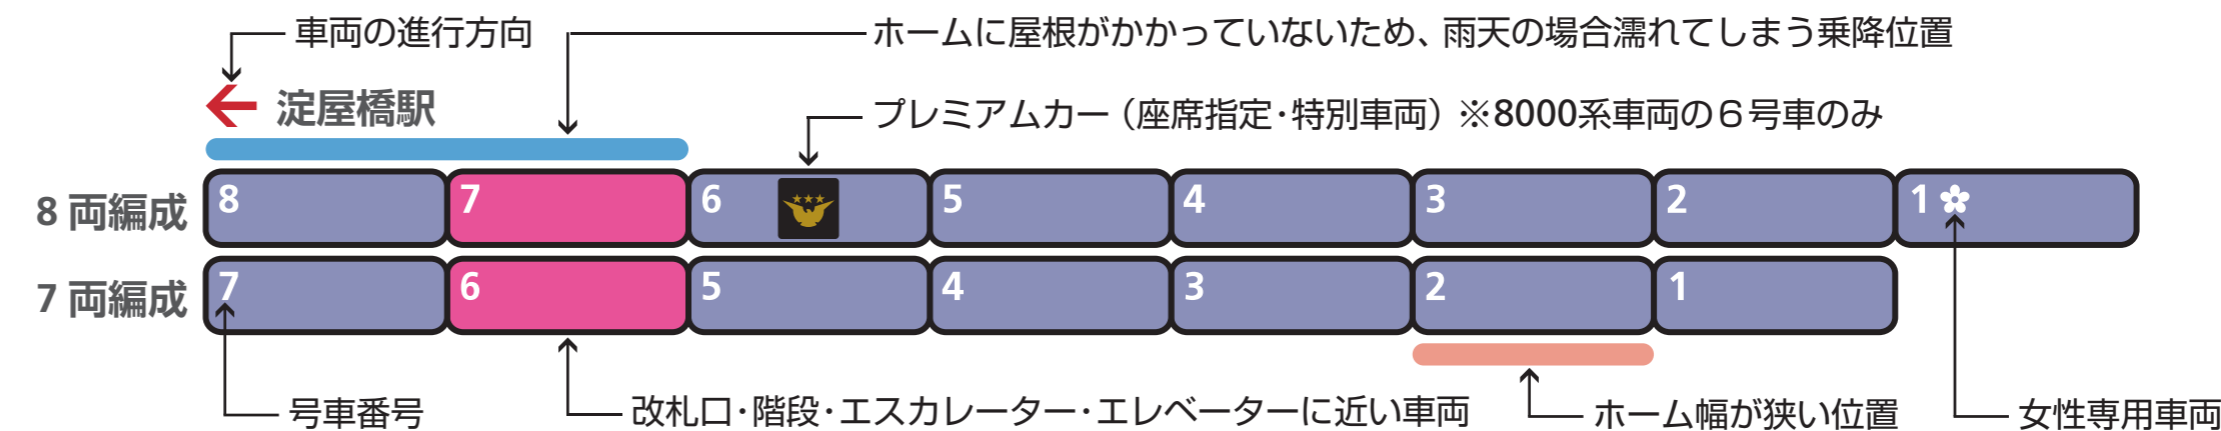 車両の進行方向
ホームに屋根がかかっていないため、雨天の場合濡れてしまう乗降位置
淀屋橋駅
プレミアムカー（座席指定・特別車両）※8000系車両の６号車のみ
8 両編成 8 7 6 5 4 3 2 1
7 両編成 7 6 5 4 3 2 1
号車番号
改札口・階段・エスカレーター・エレベーターに近い車両
ホーム幅が狭い位置
女性専用車両